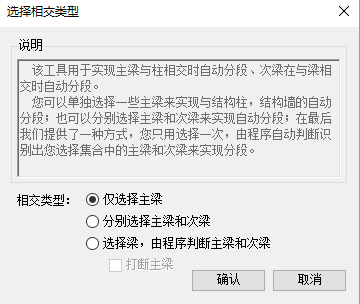 选择相交类型
说明
该工具用于实现主梁与柱相交时自动分段、次梁在与梁相
交时自动分段。
您可以单独选择一些主梁来实现与结构柱，结构墙的自动
分段；也可以分别选择主梁和次梁来实现自动分段；在最后
我们提供了一种方式，您只用选择一次，由程序自动判断识
别出您选择集合中的主梁和次梁来实现分段。
相交类型：
仅选择主梁
分别选择主梁和次梁
选择梁，由程序判断主梁和次梁
打断主梁
确认
取消